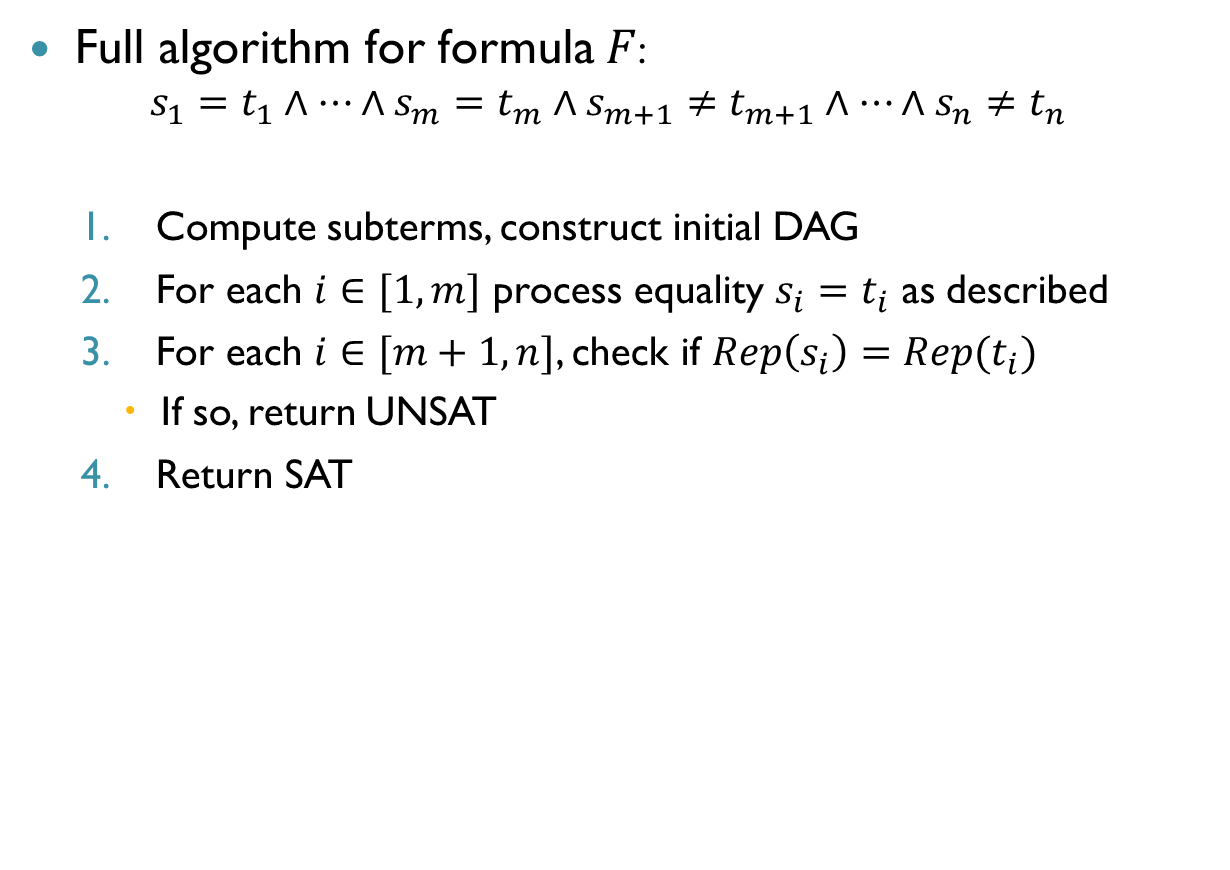 • Full algorithm for formula 𝐹:
𝑠₁ = 𝑡₁ ∧ ⋯ ∧ 𝑠ₘ = 𝑡ₘ ∧ 𝑠ₘ₊₁ ≠ 𝑡ₘ₊₁ ∧ ⋯ ∧ 𝑠ₙ ≠ 𝑡ₙ
1. Compute subterms, construct initial DAG
2. For each 𝑖 ∈ [1, 𝑚] process equality 𝑠ᵢ = 𝑡ᵢ as described
3. For each 𝑖 ∈ [𝑚 + 1, 𝑛], check if 𝑅𝑒𝑝(𝑠ᵢ) = 𝑅𝑒𝑝(𝑡ᵢ)
• If so, return UNSAT
4. Return SAT